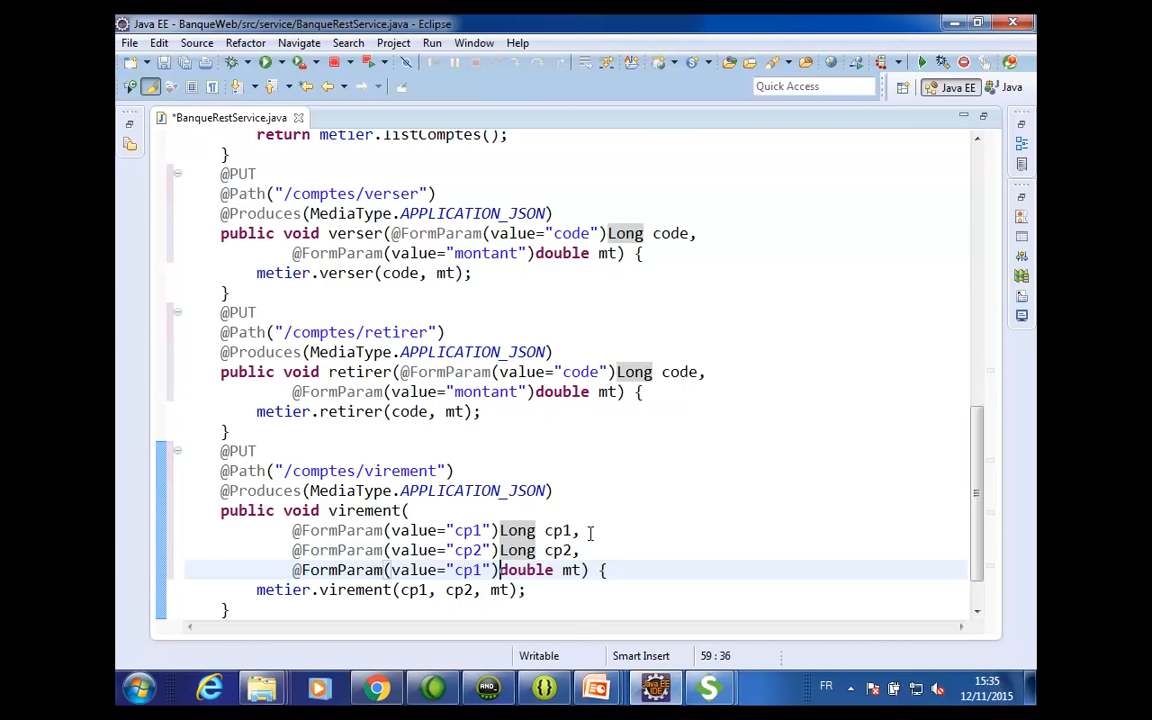 Java EE - BanqueWeb/src/service/BanqueRestService.java - Eclipse
File Edit Source Refactor Navigate Search Project Run Window Help
Quick Access
Java EE
Java
*BanqueRestService.java
return metier.listComptes();
}
@PUT
@Path("/comptes/verser")
@Produces(MediaType.APPLICATION_JSON)
public void verser(@FormParam(value="code")Long code,
@FormParam(value="montant")double mt) {
metier.verser(code, mt);
}
@PUT
@Path("/comptes/retirer")
@Produces(MediaType.APPLICATION_JSON)
public void retirer(@FormParam(value="code")Long code,
@FormParam(value="montant")double mt) {
metier.retirer(code, mt);
}
@PUT
@Path("/comptes/virement")
@Produces(MediaType.APPLICATION_JSON)
public void virement(
@FormParam(value="cp1")Long cp1,
@FormParam(value="cp2")Long cp2,
@FormParam(value="cp1")double mt) {
metier.virement(cp1, cp2, mt);
}
Writable Smart Insert 59 : 36
FR
15:35
12/11/2015